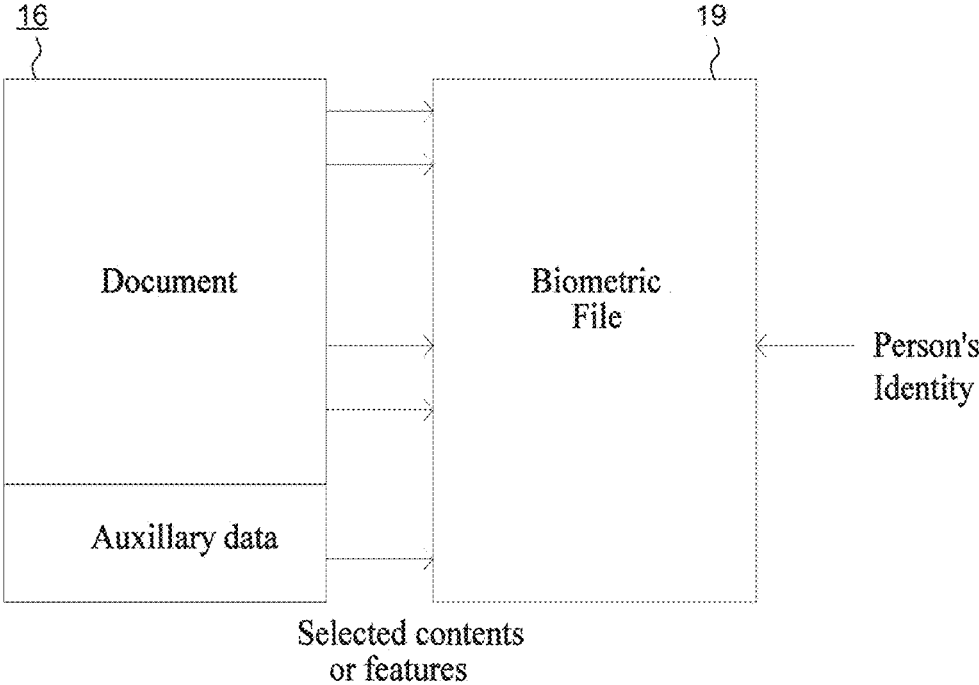 16
19
Document
Biometric
File
Person's
Identity
Auxillary data
Selected contents
or features